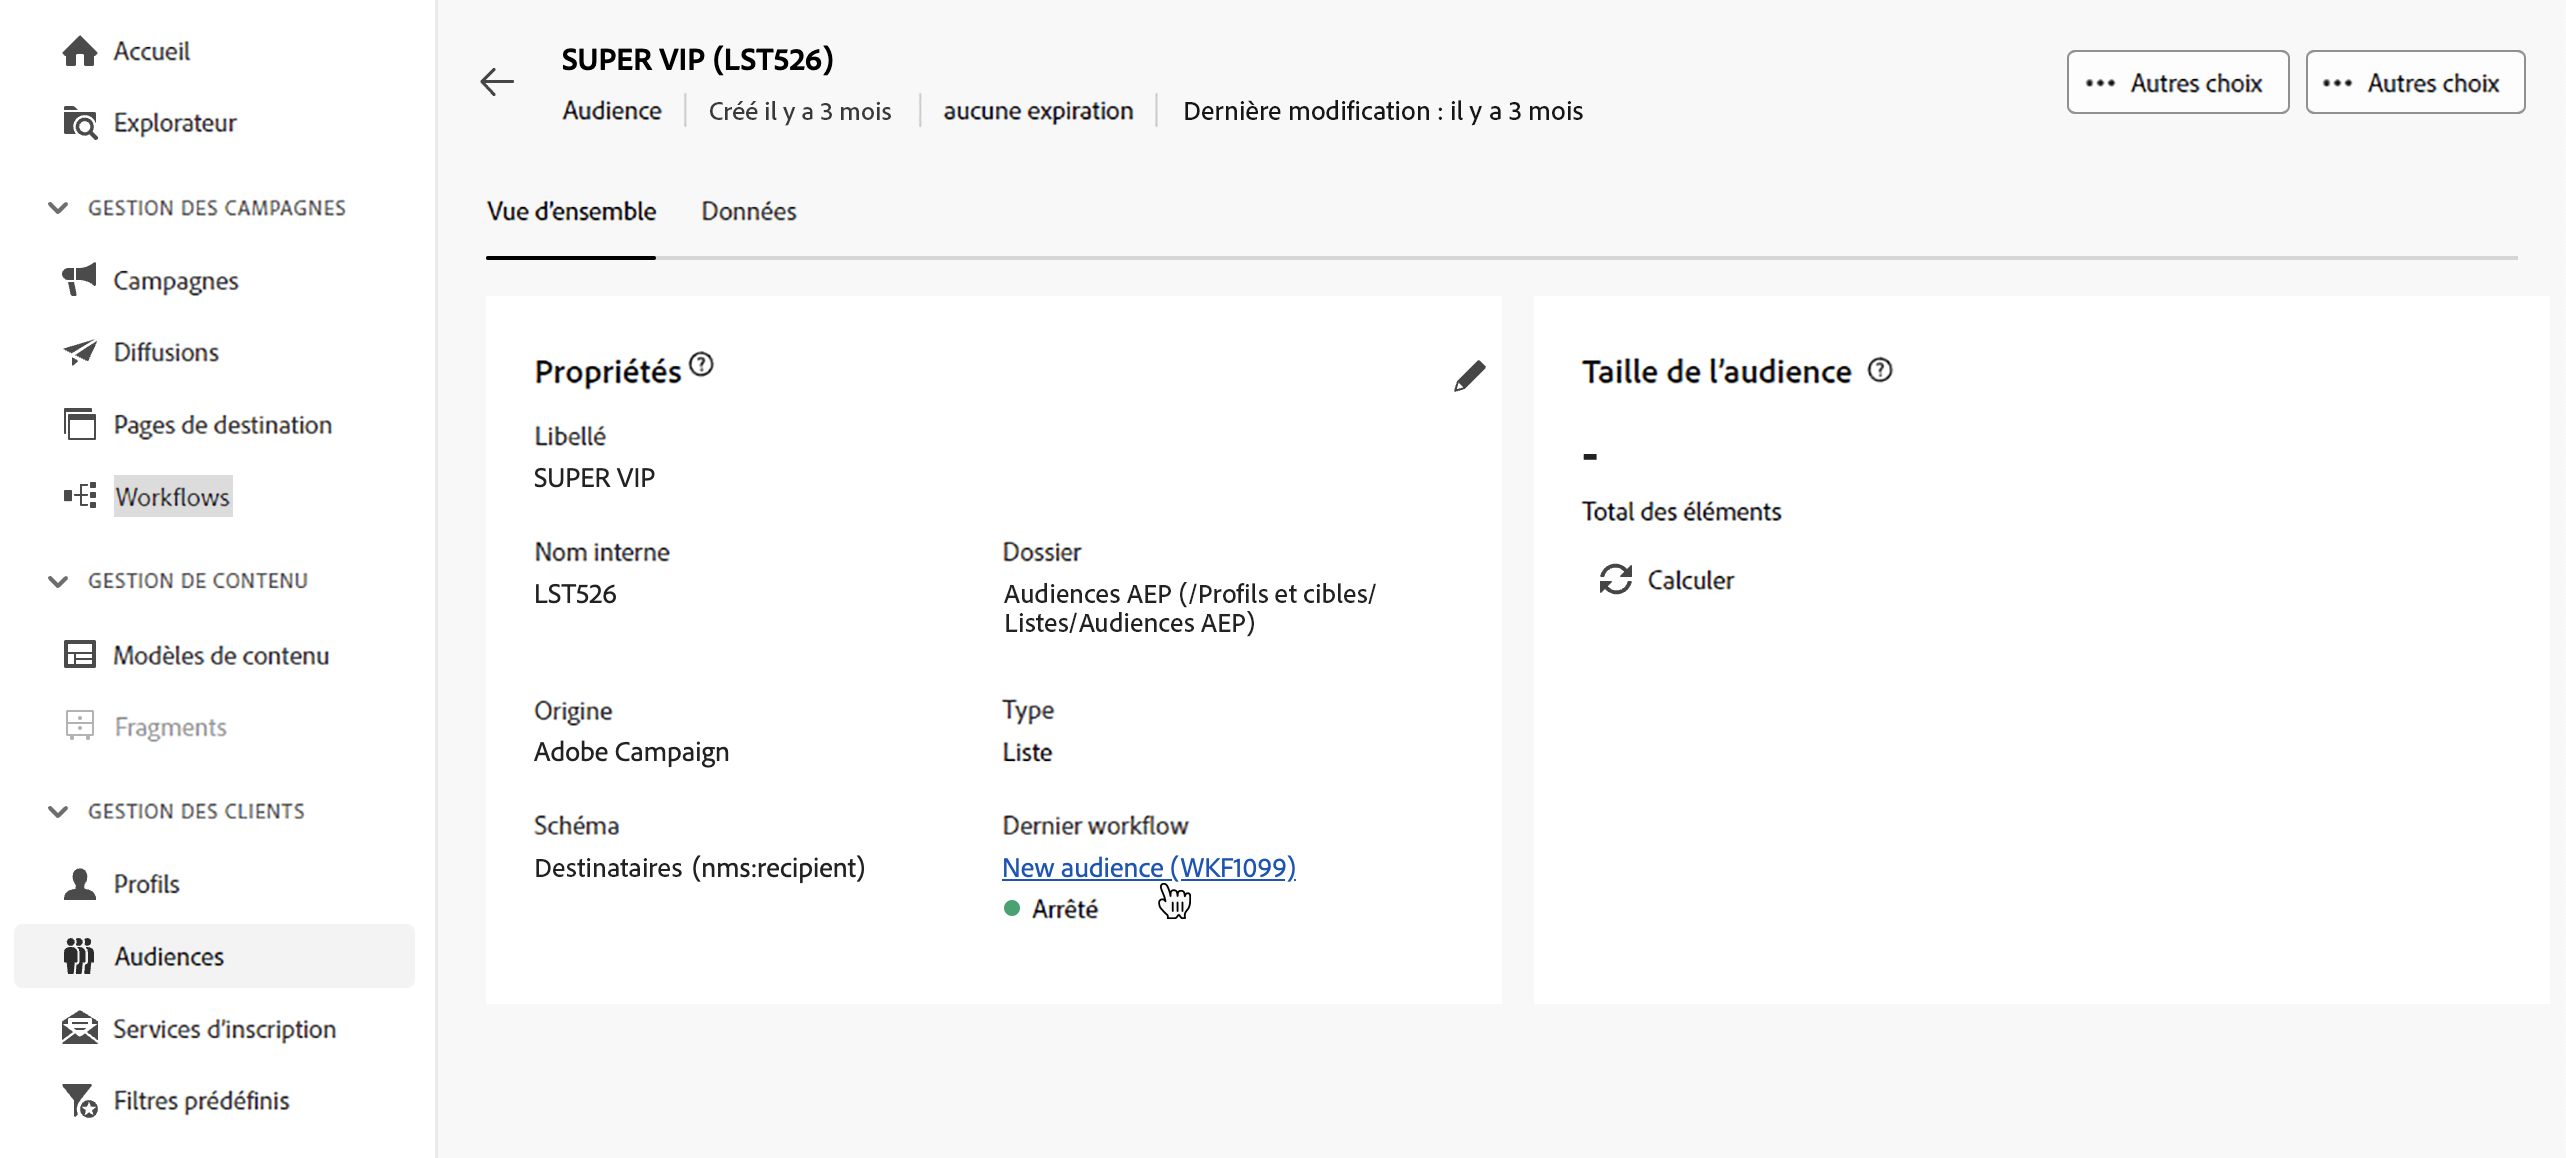 Accueil
Explorateur
GESTION DES CAMPAGNES
Campagnes
Diffusions
Pages de destination
Workflows
GESTION DE CONTENU
Modèles de contenu
Fragments
GESTION DES CLIENTS
Profils
Audiences
Services d’inscription
Filtres prédéfinis
SUPER VIP (LST526)
Audience
Créé il y a 3 mois
aucune expiration
Dernière modification : il y a 3 mois
Autres choix
Autres choix
Vue d’ensemble
Données
Propriétés
Libellé
SUPER VIP
Nom interne
LST526
Dossier
Audiences AEP (/Profils et cibles/
Listes/Audiences AEP)
Origine
Adobe Campaign
Type
Liste
Schéma
Destinataires (nms:recipient)
Dernier workflow
New audience (WKF1099)
Arrêté
Taille de l’audience
-
Total des éléments
Calculer